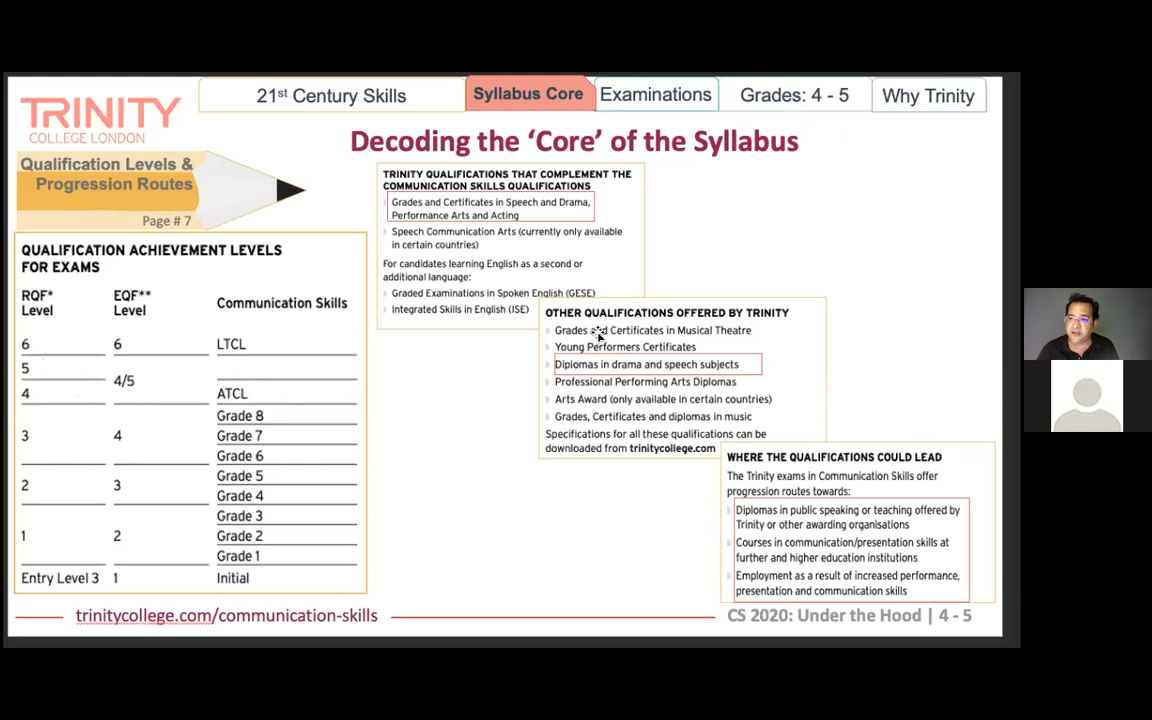 21st Century Skills
Syllabus Core
Examinations
Grades: 4 - 5
Why Trinity
TRINITY
COLLEGE LONDON
Decoding the ‘Core’ of the Syllabus
Qualification Levels &
Progression Routes
Page # 7
QUALIFICATION ACHIEVEMENT LEVELS
FOR EXAMS
RQF* EQF**
Level Level Communication Skills
6 6 LTCL
5
4/5
4 ATCL
Grade 8
3 4 Grade 7
Grade 6
2 3 Grade 5
Grade 4
Grade 3
1 2 Grade 2
Grade 1
Entry Level 3 1 Initial
TRINITY QUALIFICATIONS THAT COMPLEMENT THE
COMMUNICATION SKILLS QUALIFICATIONS
Grades and Certificates in Speech and Drama,
Performance Arts and Acting
Speech Communication Arts (currently only available
in certain countries)
For candidates learning English as a second or
additional language:
Graded Examinations in Spoken English (GESE)
Integrated Skills in English (ISE)
OTHER QUALIFICATIONS OFFERED BY TRINITY
Grades and Certificates in Musical Theatre
Young Performers Certificates
Diplomas in drama and speech subjects
Professional Performing Arts Diplomas
Arts Award (only available in certain countries)
Grades, Certificates and diplomas in music
Specifications for all these qualifications can be
downloaded from trinitycollege.com
WHERE THE QUALIFICATIONS COULD LEAD
The Trinity exams in Communication Skills offer
progression routes towards:
Diplomas in public speaking or teaching offered by
Trinity or other awarding organisations
Courses in communication/presentation skills at
further and higher education institutions
Employment as a result of increased performance,
presentation and communication skills
trinitycollege.com/communication-skills
CS 2020: Under the Hood | 4 - 5